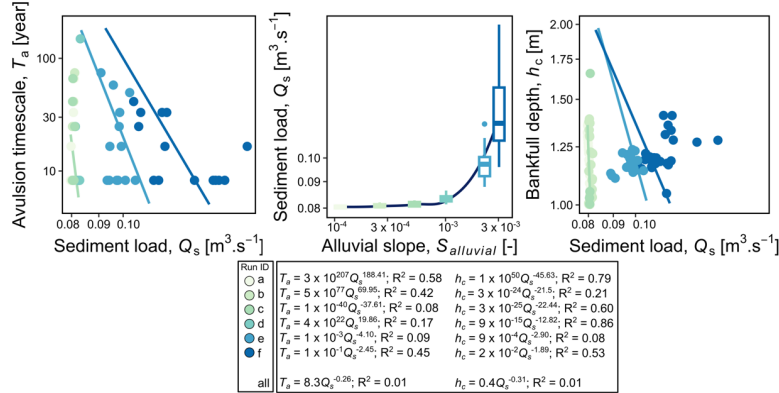 Avulsion timescale, Tₐ [year]
100
30
10
0.08 0.09 0.10
Sediment load, Qₛ [m³.s⁻¹]
Sediment load, Qₛ [m³.s⁻¹]
0.10
0.09
0.08
10⁻⁴ 3 x 10⁻⁴ 10⁻³ 3 x 10⁻³
Alluvial slope, S_alluvial [-]
Bankfull depth, h_c [m]
2.00
1.75
1.50
1.25
1.00
0.08 0.09 0.10
Sediment load, Qₛ [m³.s⁻¹]
Run ID
a Tₐ = 3 x 10²⁰⁷Qₛ¹⁸⁸·⁴¹; R² = 0.58 h_c = 1 x 10⁵⁰Qₛ⁻⁴⁵·⁶³; R² = 0.79
b Tₐ = 5 x 10⁷⁷Qₛ⁶⁹·⁹⁵; R² = 0.42 h_c = 3 x 10⁻²⁴Qₛ⁻²¹·⁵; R² = 0.21
c Tₐ = 1 x 10⁻⁴⁰Qₛ⁻³⁷·⁶¹; R² = 0.08 h_c = 3 x 10⁻²⁵Qₛ⁻²²·⁴⁴; R² = 0.60
d Tₐ = 4 x 10²²Qₛ¹⁹·⁸⁶; R² = 0.17 h_c = 9 x 10⁻¹⁵Qₛ⁻¹²·⁸²; R² = 0.86
e Tₐ = 1 x 10⁻³Qₛ⁻⁴·¹⁰; R² = 0.09 h_c = 9 x 10⁻⁴Qₛ⁻²·⁹⁰; R² = 0.08
f Tₐ = 1 x 10⁻¹Qₛ⁻²·⁴⁵; R² = 0.45 h_c = 2 x 10⁻²Qₛ⁻¹·⁸⁹; R² = 0.53
all Tₐ = 8.3Qₛ⁻⁰·²⁶; R² = 0.01 h_c = 0.4Qₛ⁻⁰·³¹; R² = 0.01